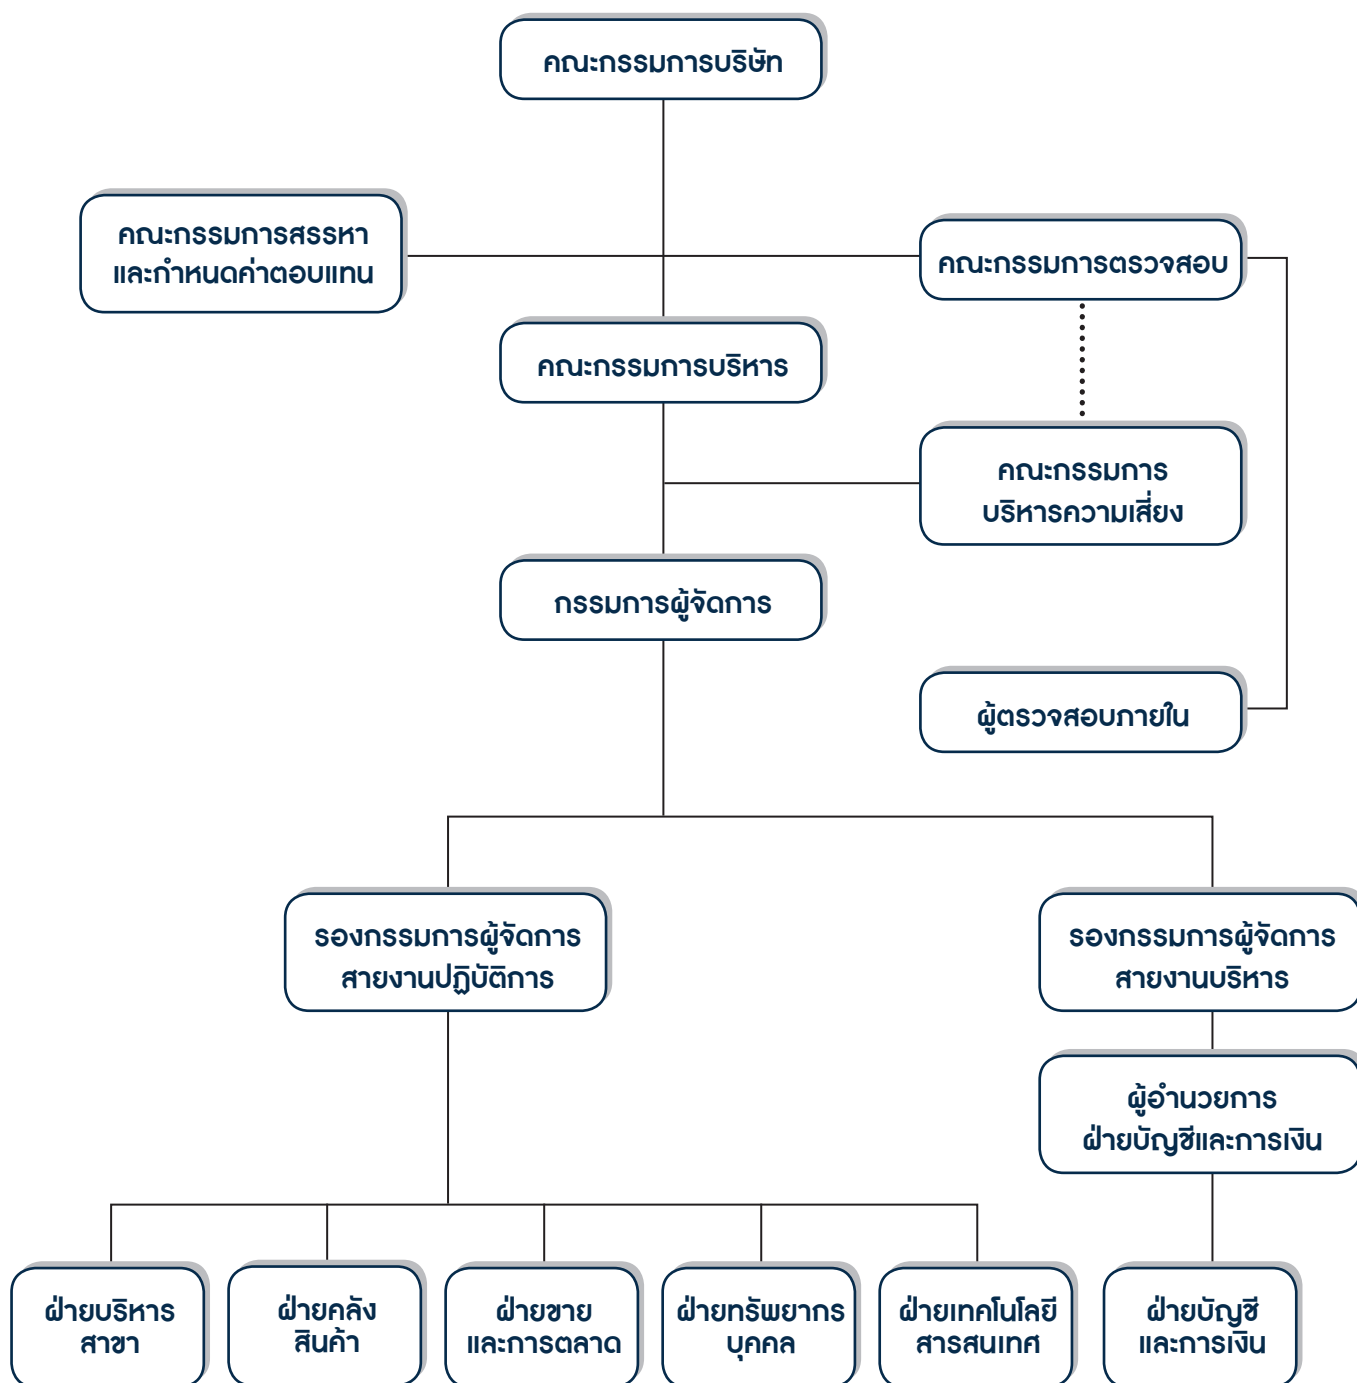 คณะกรรมการบริษัท
คณะกรรมการสรรหา
และกำหนดค่าตอบแทน
คณะกรรมการตรวจสอบ
คณะกรรมการบริหาร
คณะกรรมการ
บริหารความเสี่ยง
กรรมการผู้จัดการ
ผู้ตรวจสอบภายใน
รองกรรมการผู้จัดการ
สายงานปฏิบัติการ
รองกรรมการผู้จัดการ
สายงานบริหาร
ผู้อำนวยการ
ฝ่ายบัญชีและการเงิน
ฝ่ายบริหาร
สาขา
ฝ่ายคลัง
สินค้า
ฝ่ายขาย
และการตลาด
ฝ่ายทรัพยากร
บุคคล
ฝ่ายเทคโนโลยี
สารสนเทศ
ฝ่ายบัญชี
และการเงิน